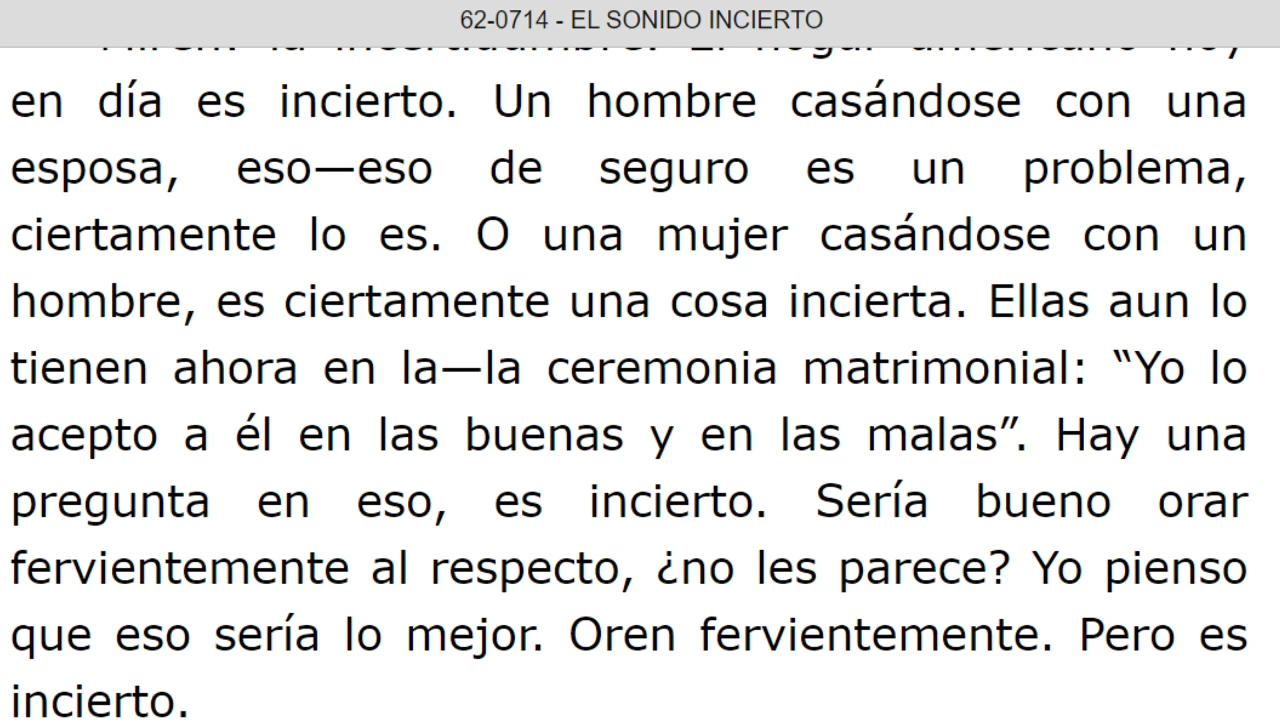 62-0714 - EL SONIDO INCIERTO
en día es incierto. Un hombre casándose con una
esposa, eso—eso de seguro es un problema,
ciertamente lo es. O una mujer casándose con un
hombre, es ciertamente una cosa incierta. Ellas aun lo
tienen ahora en la—la ceremonia matrimonial: “Yo lo
acepto a él en las buenas y en las malas”. Hay una
pregunta en eso, es incierto. Sería bueno orar
fervientemente al respecto, ¿no les parece? Yo pienso
que eso sería lo mejor. Oren fervientemente. Pero es
incierto.